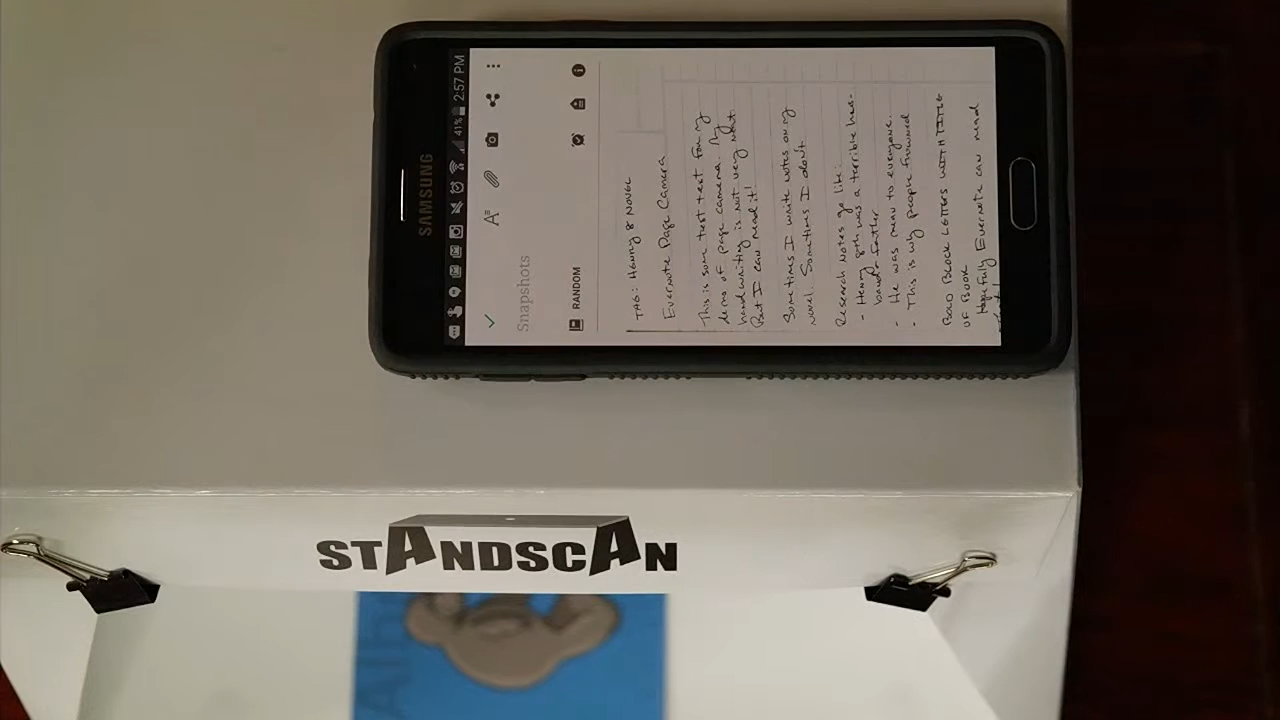 SAMSUNG
41% 2:57 PM
Snapshots
RANDOM
TAG: HENRY 8 NOVEL
EVERNOTE PAGE CAMERA
This is some test text for my
demo of page camera. My
handwriting is not very neat.
But I can read it!
Sometimes I write notes on my
novel. Sometimes I don't.
RESEARCH NOTES go like:
- Henry 8th was a terrible hus-
band & father
- He was mean to everyone.
- This is why people frowned
BOLD BLOCK LETTERS WITH TITLE
OF BOOK
Hopefully Evernote can read
STANDSCAN